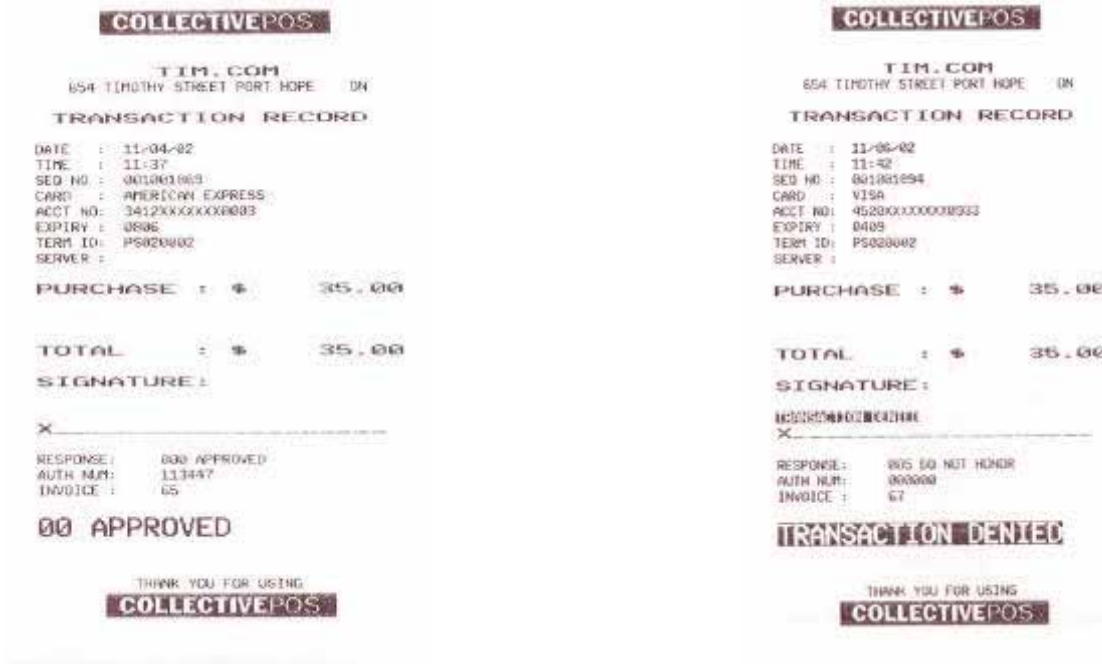 COLLECTIVEPOS
TIM.COM
654 TIMOTHY STREET PORT HOPE ON
TRANSACTION RECORD
DATE : 11/04/02
TIME : 11:37
SEQ NO : 001001869
CARD : AMERICAN EXPRESS
ACCT NO: 3412XXXXXXX0003
EXPIRY : 0806
TERM ID: PS020002
SERVER :
PURCHASE : $ 35.00
TOTAL : $ 35.00
SIGNATURE:
X
RESPONSE: 000 APPROVED
AUTH NUM: 113447
INVOICE : 65
00 APPROVED
THANK YOU FOR USING
COLLECTIVEPOS
COLLECTIVEPOS
TIM.COM
654 TIMOTHY STREET PORT HOPE ON
TRANSACTION RECORD
DATE : 11/06/02
TIME : 11:42
SEQ NO : 001001894
CARD : VISA
ACCT NO: 4520XXXXXXXX0933
EXPIRY : 0409
TERM ID: PS020002
SERVER :
PURCHASE : $ 35.00
TOTAL : $ 35.00
SIGNATURE:
X
RESPONSE: 005 DO NOT HONOR
AUTH NUM: 000000
INVOICE : 67
TRANSACTION DENIED
THANK YOU FOR USING
COLLECTIVEPOS